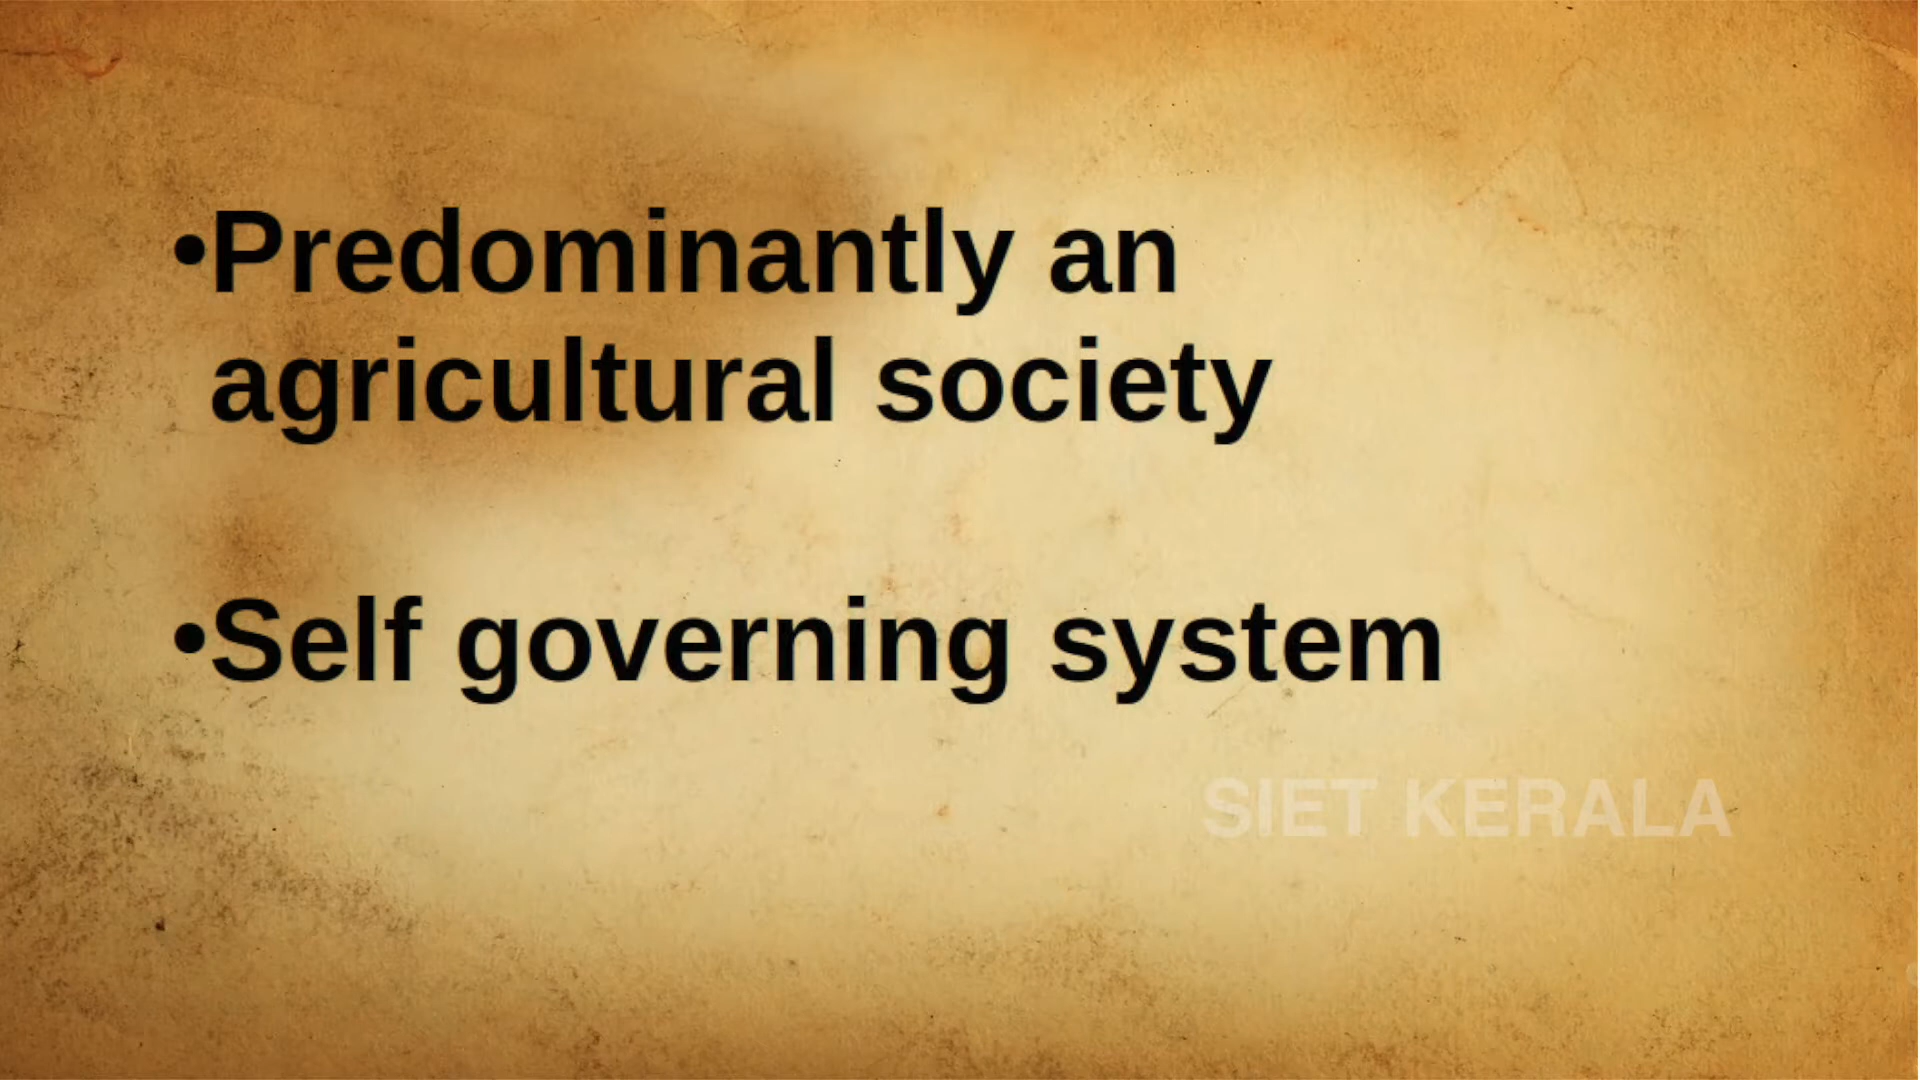 •Predominantly an
agricultural society
•Self governing system
SIET KERALA